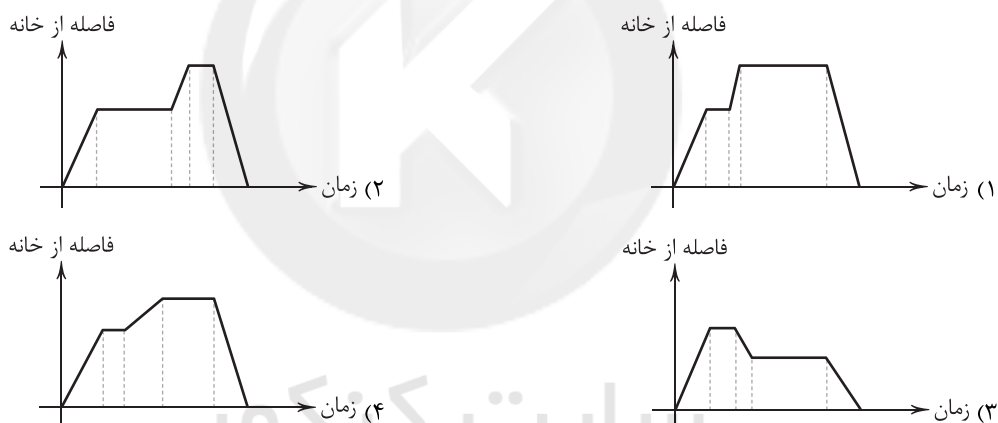 فاصله از خانه
زمان (۱
فاصله از خانه
زمان (۲
فاصله از خانه
زمان (۳
فاصله از خانه
زمان (۴